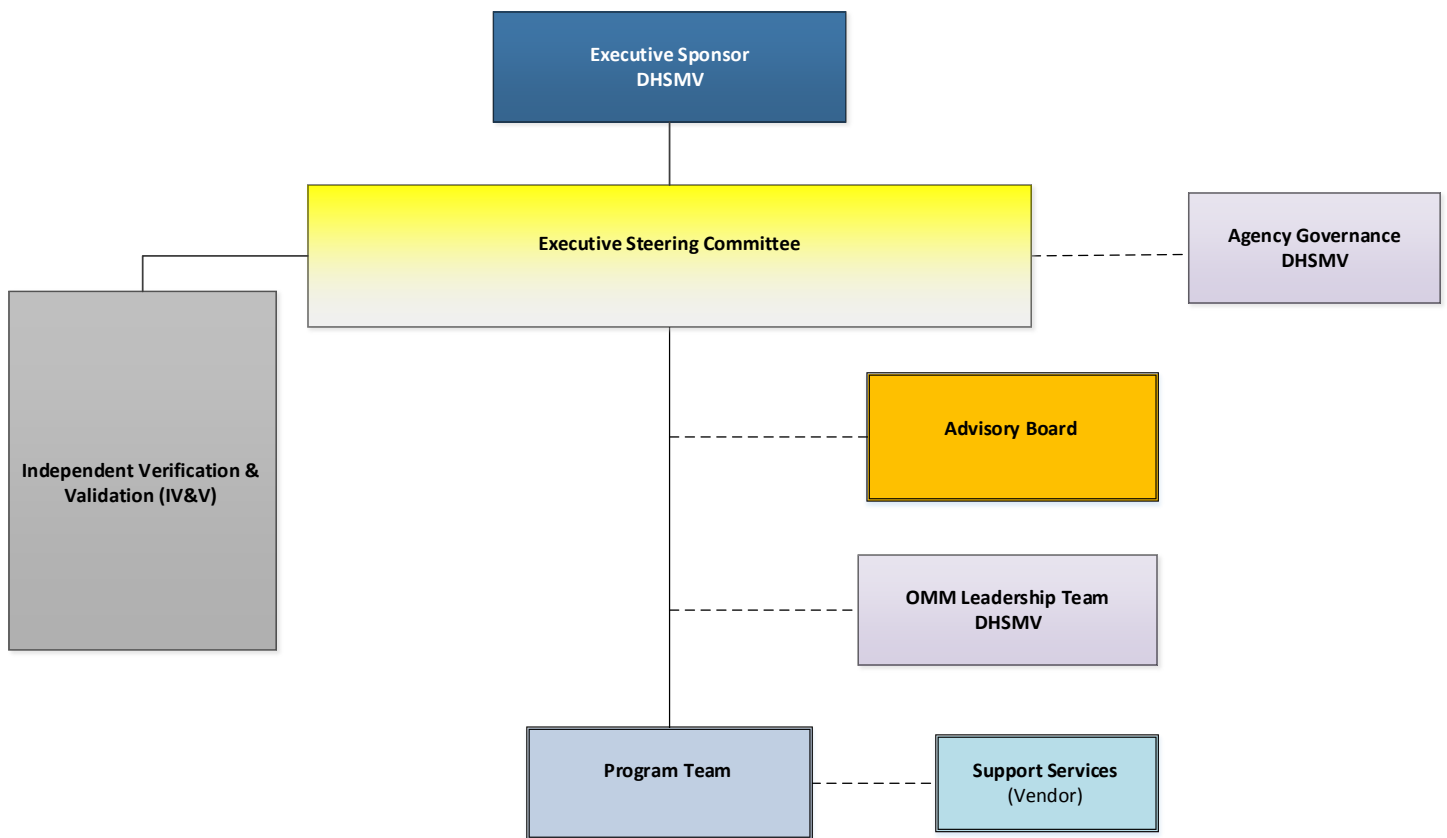 Executive Sponsor
DHSMV
Executive Steering Committee
Agency Governance
DHSMV
Independent Verification &
Validation (IV&V)
Advisory Board
OMM Leadership Team
DHSMV
Program Team
Support Services
(Vendor)